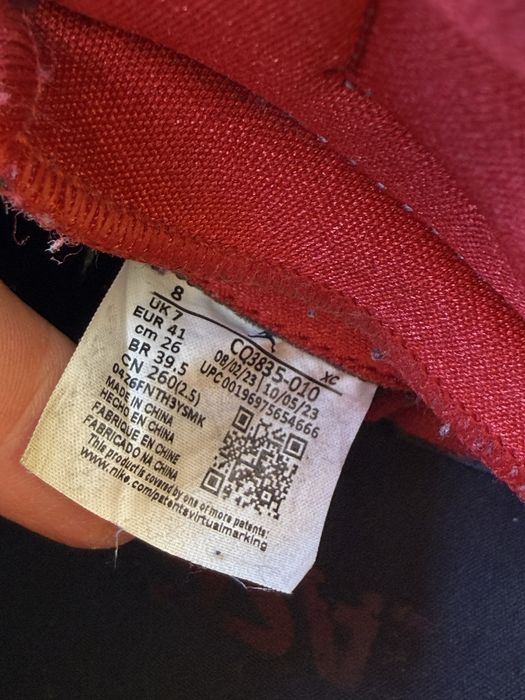 8
UK 7
EUR 41
cm 26
BR 39.5
CN 260(2.5)
0426FNTH3YSMK
MADE IN CHINA
HECHO EN CHINA
FABRIQUE EN CHINE
FABRICADO NA CHINA
The product is covered by one or more patents:
www.nike.com/patentsvirtualmarking
XC
CQ3835-010
08/02/23 | 10/05/23
UPC00196975654666